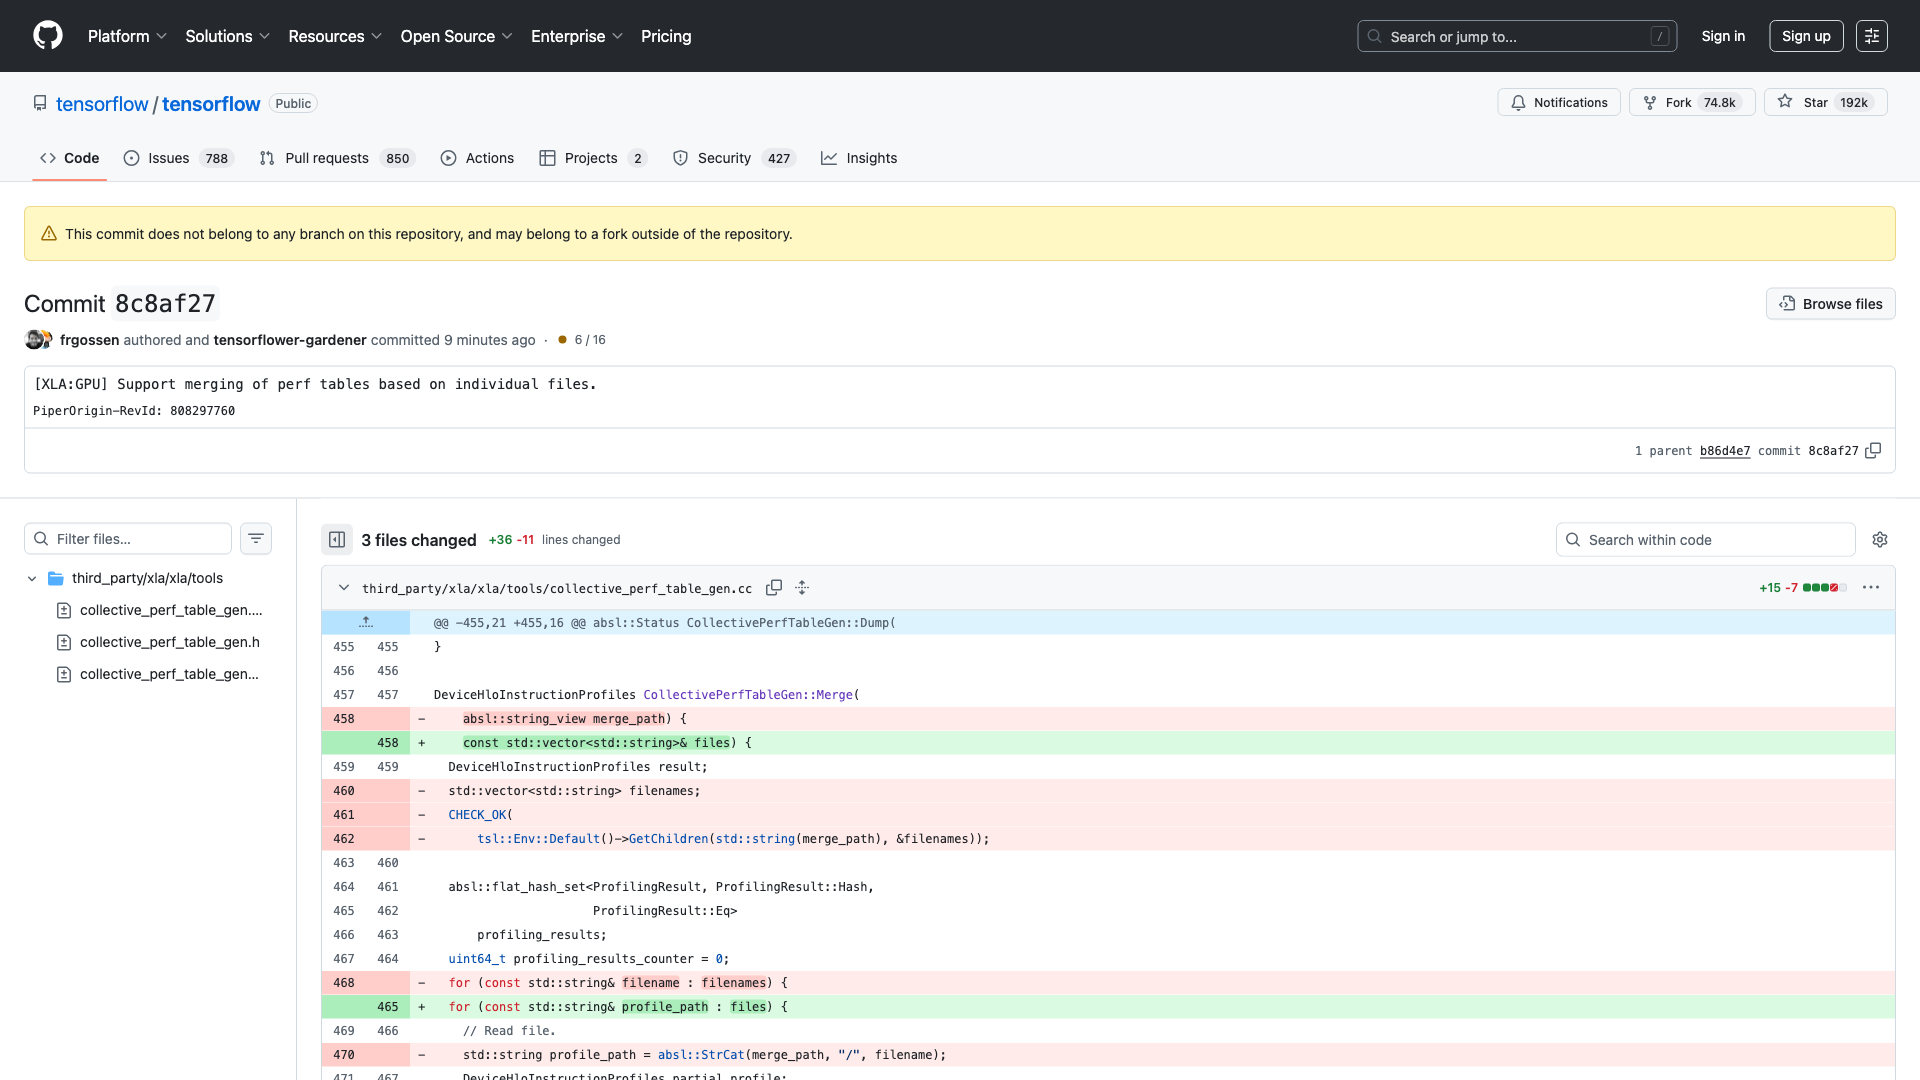 Platform Solutions Resources Open Source Enterprise Pricing Search or jump to... / Sign in Sign up
tensorflow / tensorflow Public Notifications Fork 74.8k Star 192k
Code Issues 788 Pull requests 850 Actions Projects 2 Security 427 Insights
This commit does not belong to any branch on this repository, and may belong to a fork outside of the repository.
Commit 8c8af27 Browse files
frgossen authored and tensorflower-gardener committed 9 minutes ago · 6 / 16
[XLA:GPU] Support merging of perf tables based on individual files.
PiperOrigin-RevId: 808297760
1 parent b86d4e7 commit 8c8af27
Filter files...
third_party/xla/xla/tools
collective_perf_table_gen....
collective_perf_table_gen.h
collective_perf_table_gen...
3 files changed +36 -11 lines changed Search within code
third_party/xla/xla/tools/collective_perf_table_gen.cc +15 -7
@@ -455,21 +455,16 @@ absl::Status CollectivePerfTableGen::Dump(
455 455 }
456 456
457 457 DeviceHloInstructionProfiles CollectivePerfTableGen::Merge(
458 - absl::string_view merge_path) {
458 + const std::vector<std::string>& files) {
459 459 DeviceHloInstructionProfiles result;
460 - std::vector<std::string> filenames;
461 - CHECK_OK(
462 - tsl::Env::Default()->GetChildren(std::string(merge_path), &filenames));
463 460
464 461 absl::flat_hash_set<ProfilingResult, ProfilingResult::Hash,
465 462 ProfilingResult::Eq>
466 463 profiling_results;
467 464 uint64_t profiling_results_counter = 0;
468 - for (const std::string& filename : filenames) {
465 + for (const std::string& profile_path : files) {
469 466 // Read file.
470 - std::string profile_path = absl::StrCat(merge_path, "/", filename);
471 467 DeviceHloInstructionProfiles partial_profile;